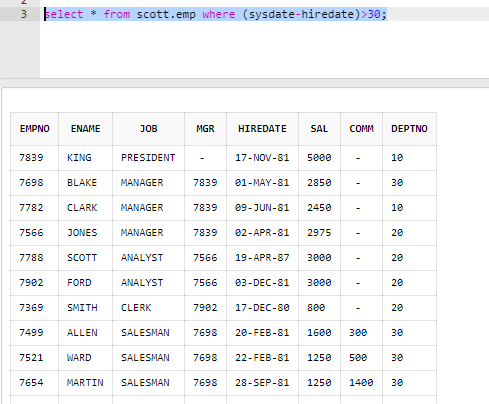 2
3 select * from scott.emp where (sysdate-hiredate)>30;
EMPNO ENAME JOB MGR HIREDATE SAL COMM DEPTNO
7839 KING PRESIDENT - 17-NOV-81 5000 - 10
7698 BLAKE MANAGER 7839 01-MAY-81 2850 - 30
7782 CLARK MANAGER 7839 09-JUN-81 2450 - 10
7566 JONES MANAGER 7839 02-APR-81 2975 - 20
7788 SCOTT ANALYST 7566 19-APR-87 3000 - 20
7902 FORD ANALYST 7566 03-DEC-81 3000 - 20
7369 SMITH CLERK 7902 17-DEC-80 800 - 20
7499 ALLEN SALESMAN 7698 20-FEB-81 1600 300 30
7521 WARD SALESMAN 7698 22-FEB-81 1250 500 30
7654 MARTIN SALESMAN 7698 28-SEP-81 1250 1400 30